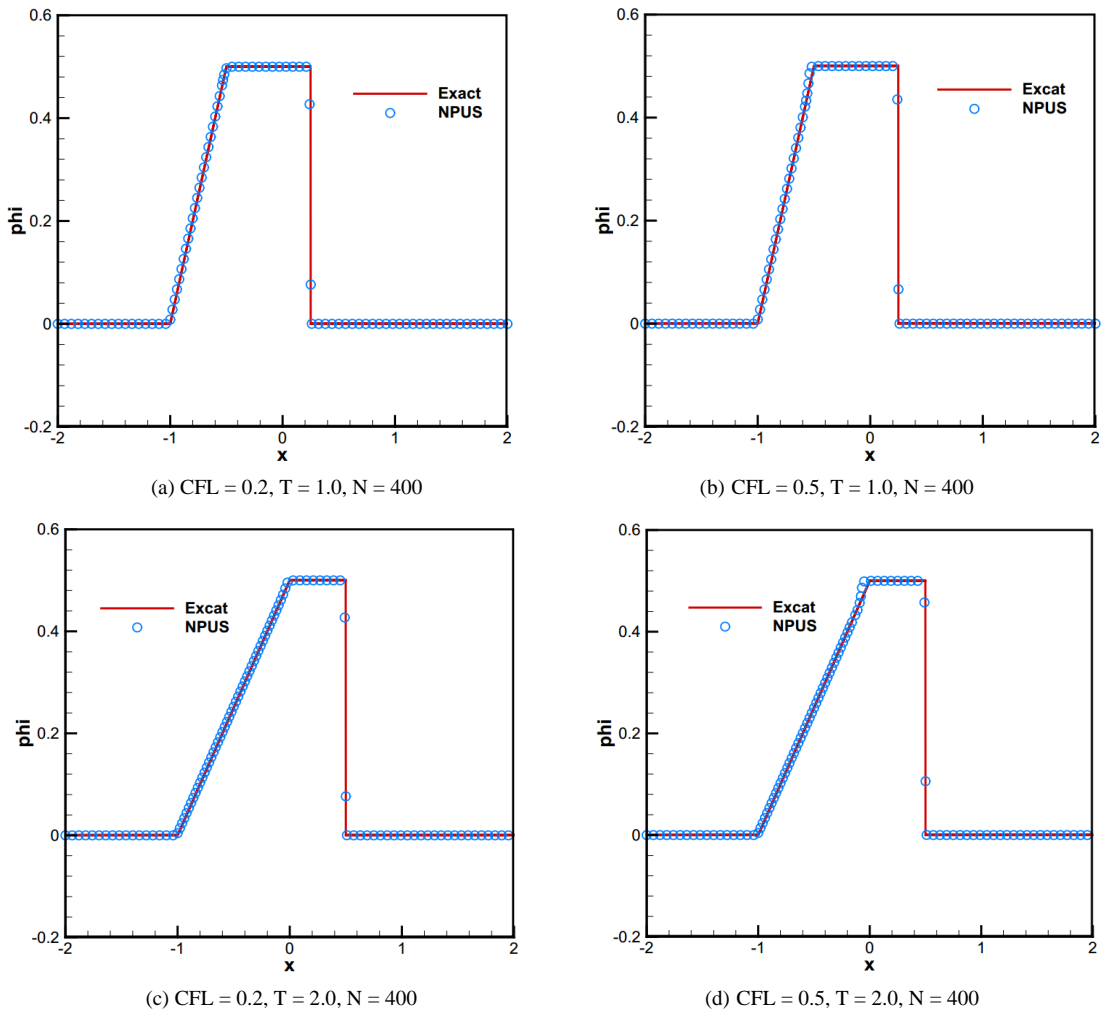 0.6
Exact
NPUS
0.4
phi
0.2
0
-0.2
-2
-1
0
1
2
x
(a) CFL = 0.2, T = 1.0, N = 400
0.6
Excat
NPUS
0.4
phi
0.2
0
-0.2
-2
-1
0
1
2
x
(b) CFL = 0.5, T = 1.0, N = 400
0.6
Excat
NPUS
0.4
phi
0.2
0
-0.2
-2
-1
0
1
2
x
(c) CFL = 0.2, T = 2.0, N = 400
0.6
Excat
NPUS
0.4
phi
0.2
0
-0.2
-2
-1
0
1
2
x
(d) CFL = 0.5, T = 2.0, N = 400